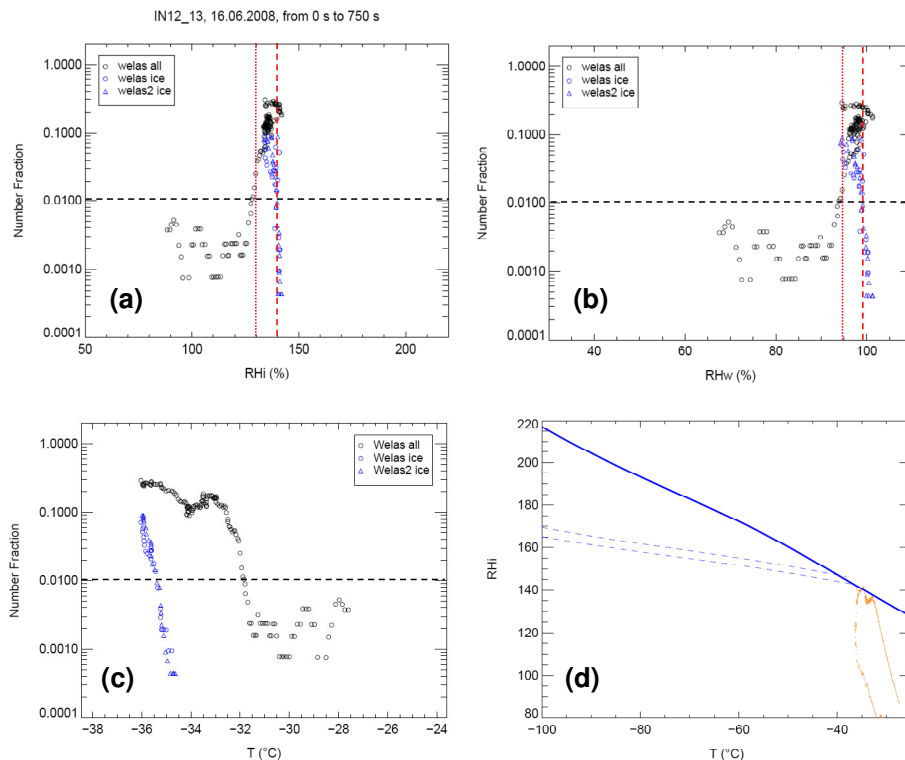 IN12_13, 16.06.2008, from 0 s to 750 s
welas all
welas ice
welas2 ice
1.0000
0.1000
0.0100
0.0010
0.0001
Number Fraction
(a)
50
100
150
200
RHi (%)
welas all
welas ice
welas2 ice
1.0000
0.1000
0.0100
0.0010
0.0001
Number Fraction
(b)
40
60
80
100
RHw (%)
Welas all
Welas ice
Welas2 ice
1.0000
0.1000
0.0100
0.0010
0.0001
Number Fraction
(c)
−38
−36
−34
−32
−30
−28
−26
−24
T (°C)
220
200
180
160
140
120
100
80
RHi
(d)
−100
−80
−60
−40
T (°C)